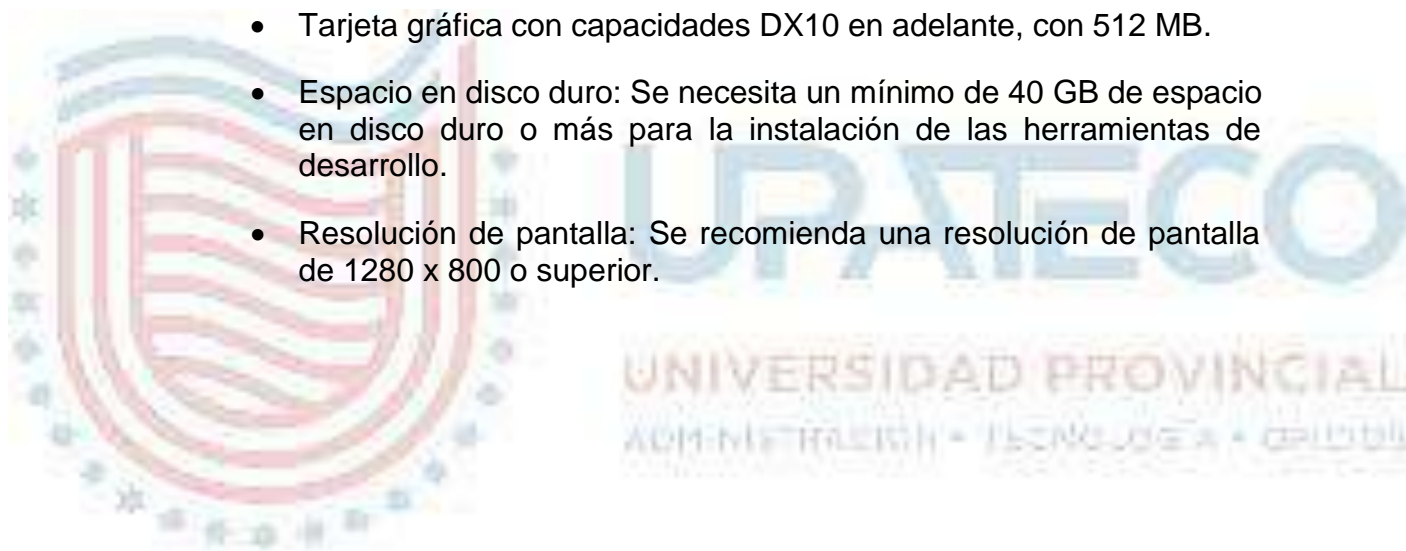 • Tarjeta gráfica con capacidades DX10 en adelante, con 512 MB.
• Espacio en disco duro: Se necesita un mínimo de 40 GB de espacio
en disco duro o más para la instalación de las herramientas de
desarrollo.
• Resolución de pantalla: Se recomienda una resolución de pantalla
de 1280 x 800 o superior.
UPATECO
UNIVERSIDAD PROVINCIAL